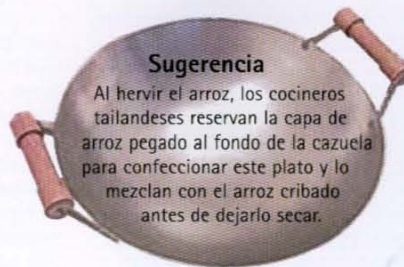 Sugerencia
Al hervir el arroz, los cocineros
tailandeses reservan la capa de
arroz pegado al fondo de la cazuela
para confeccionar este plato y lo
mezclan con el arroz cribado
antes de dejarlo secar.